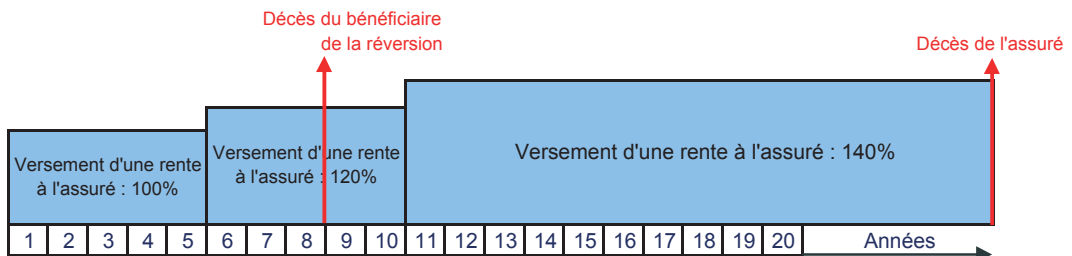 Décès du bénéficiaire
de la réversion
Décès de l'assuré
Versement d'une rente
à l'assuré : 100%
Versement d'une rente
à l'assuré : 120%
Versement d'une rente à l'assuré : 140%
1 2 3 4 5 6 7 8 9 10 11 12 13 14 15 16 17 18 19 20 Années